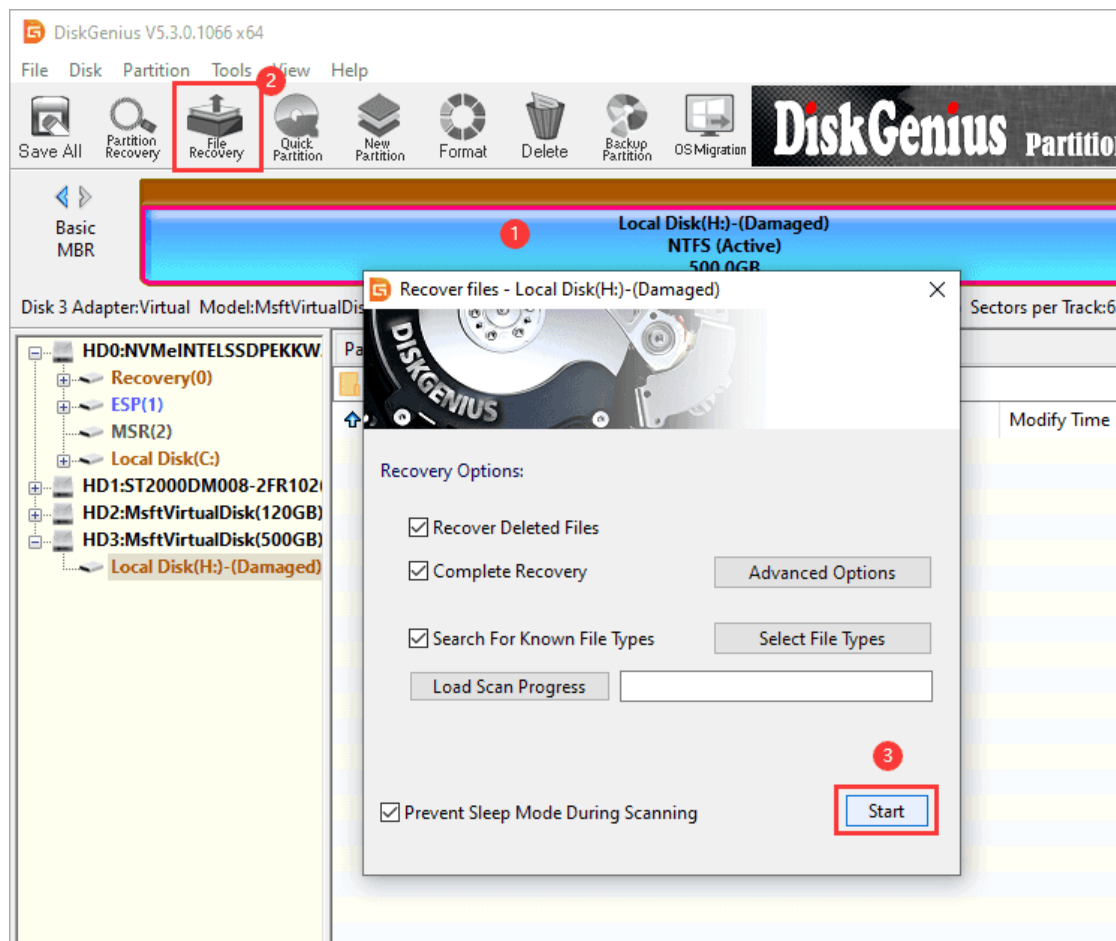 DiskGenius V5.3.0.1066 x64
File Disk Partition Tools View Help
2
Save All
Partition
Recovery
File
Recovery
Quick
Partition
New
Partition
Format
Delete
Backup
Partition
OS Migration
DiskGenius Partitio
Basic
MBR
1
Local Disk(H:)-(Damaged)
NTFS (Active)
500.0GB
Disk 3 Adapter:Virtual Model:MsftVirtualDis
Sectors per Track:6
HD0:NVMeINTELSSDPEKKW
Recovery(0)
ESP(1)
MSR(2)
Local Disk(C:)
HD1:ST2000DM008-2FR102
HD2:MsftVirtualDisk(120GB)
HD3:MsftVirtualDisk(500GB)
Local Disk(H:)-(Damaged)
Pa
Modify Time
Recover files - Local Disk(H:)-(Damaged)
DISKGENIUS
Recovery Options:
Recover Deleted Files
Complete Recovery
Advanced Options
Search For Known File Types
Select File Types
Load Scan Progress
3
Prevent Sleep Mode During Scanning
Start